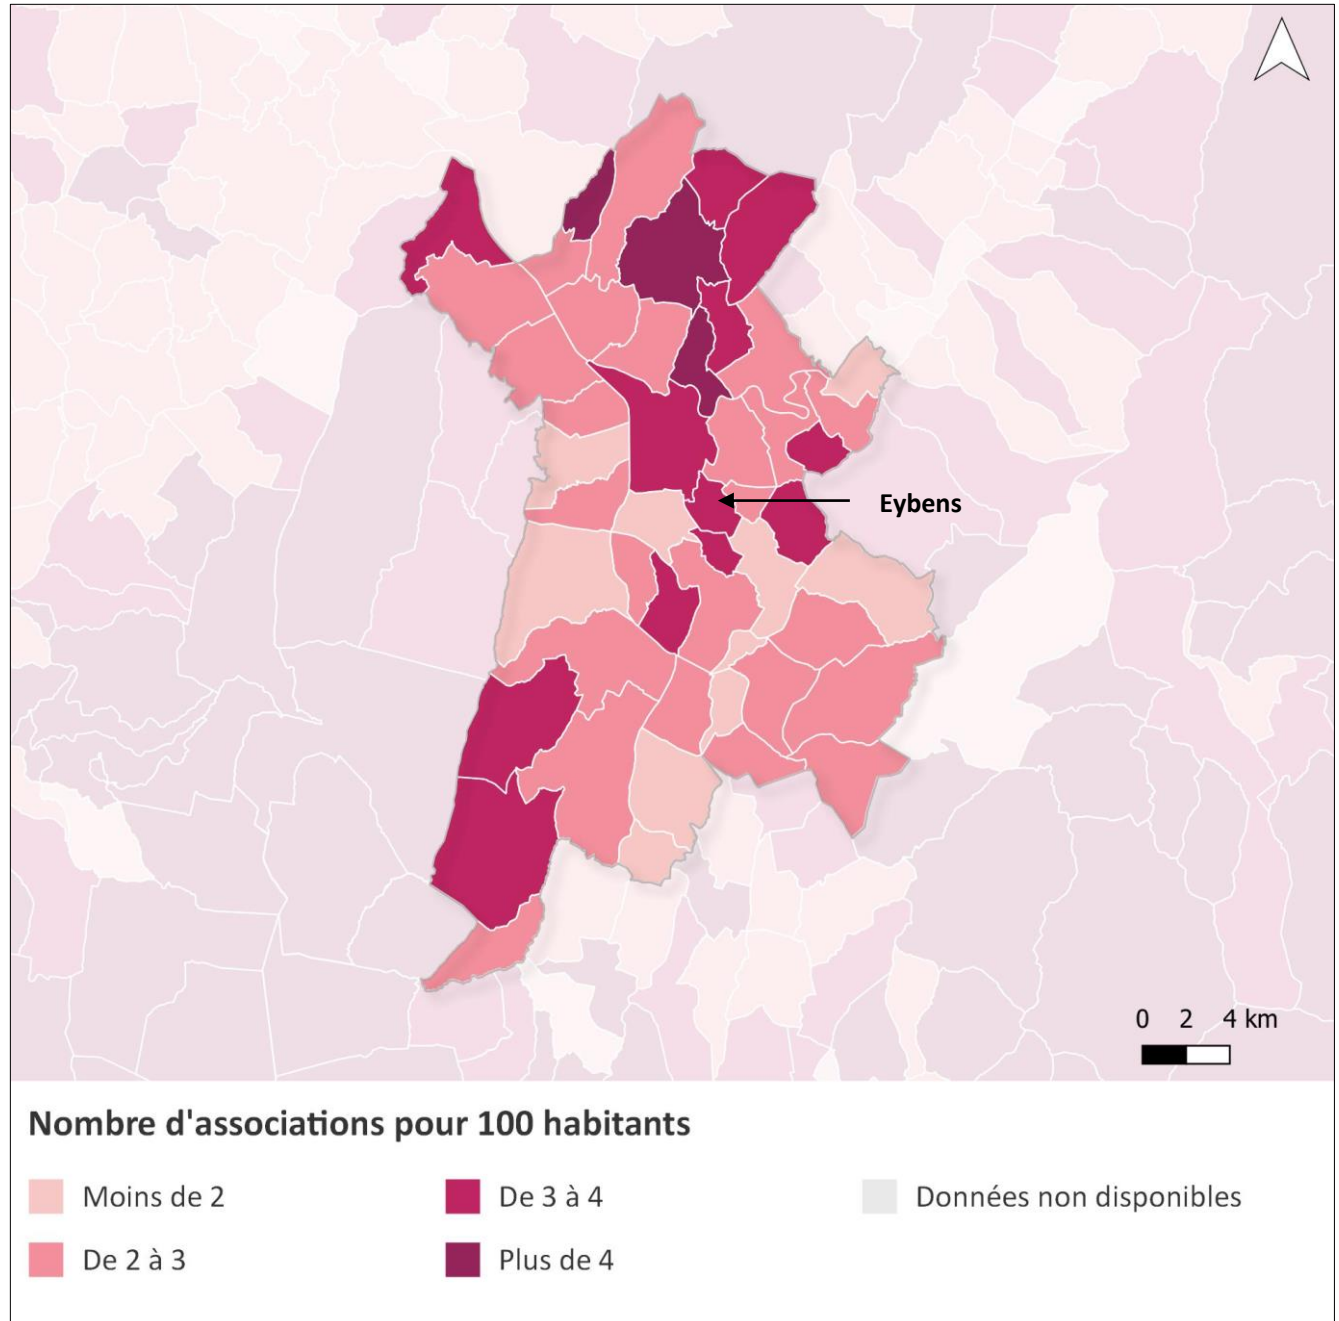 Eybens
0 2 4 km
Nombre d'associations pour 100 habitants
Moins de 2
De 3 à 4
Données non disponibles
De 2 à 3
Plus de 4